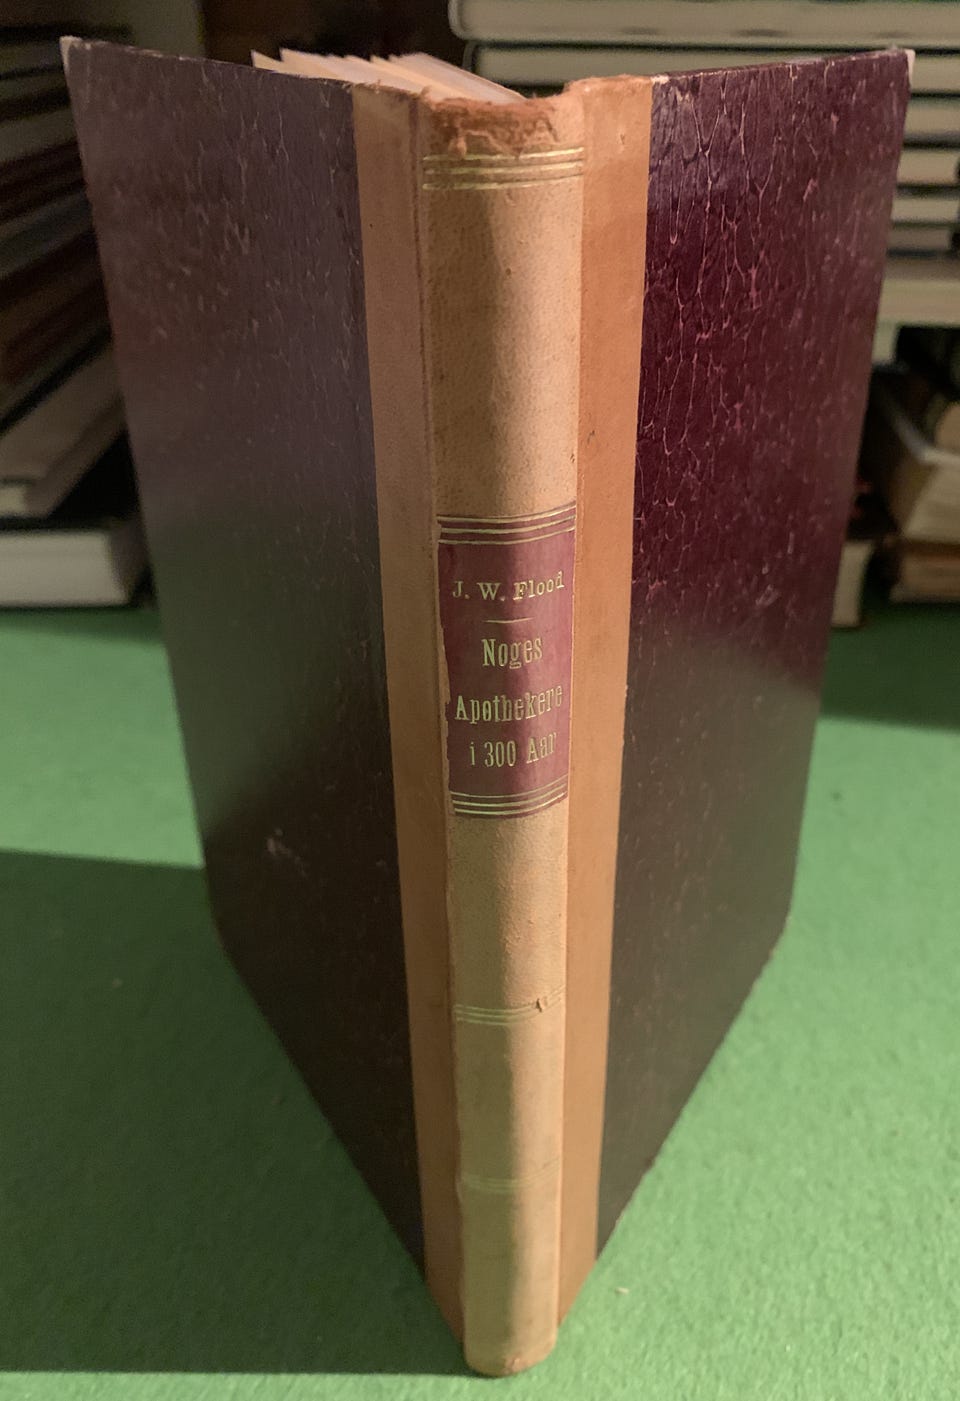 J. W. Flood
Noges
Apothekere
i 300 Aar